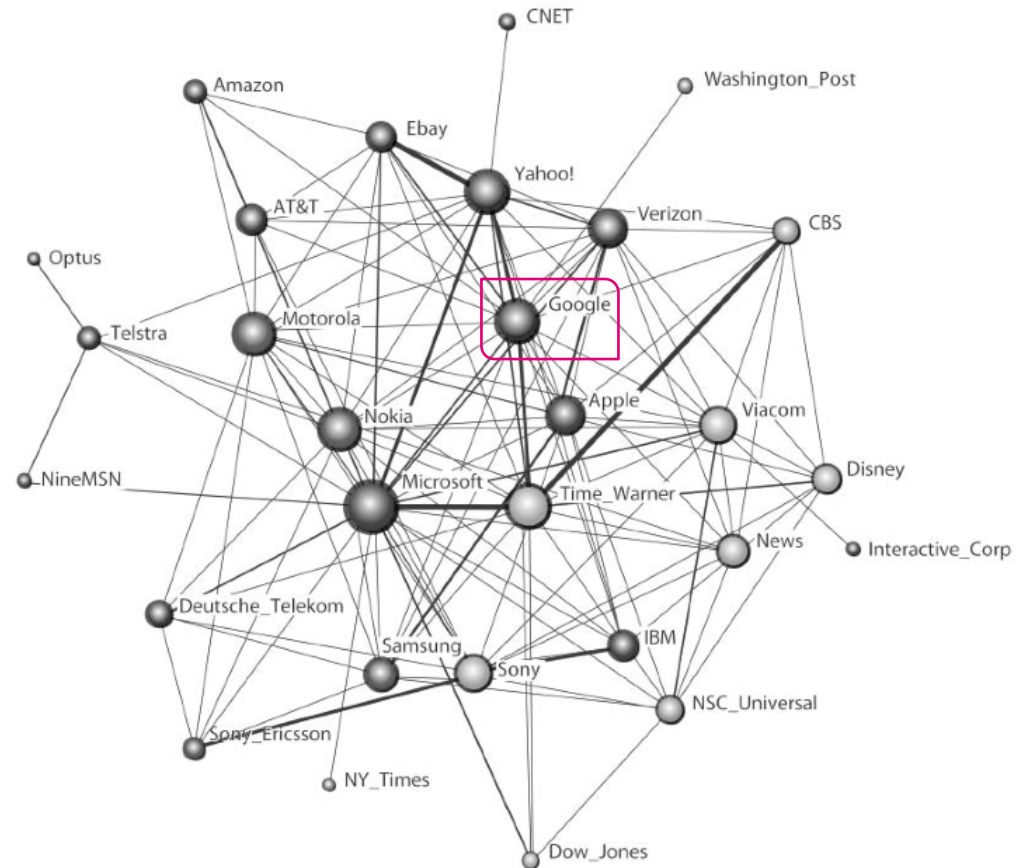 CNET
Washington_Post
Amazon
Ebay
Yahoo!
AT&T
Verizon
CBS
Optus
Google
Motorola
Telstra
Apple
Nokia
Viacom
Disney
Microsoft
NineMSN
Time_Warner
News
Interactive_Corp
Deutsche_Telekom
Samsung
IBM
Sony
NSC_Universal
Sony_Ericsson
NY_Times
Dow_Jones